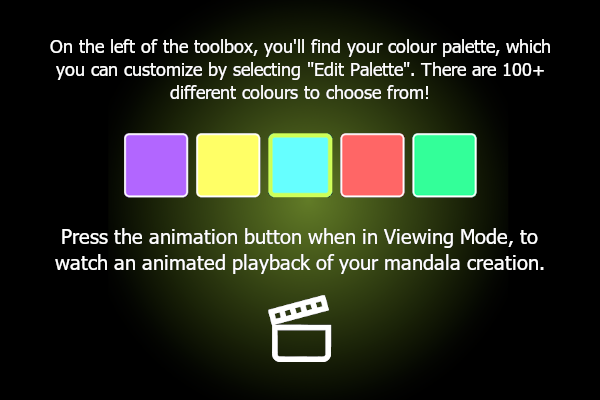 On the left of the toolbox, you'll find your colour palette, which
you can customize by selecting "Edit Palette". There are 100+
different colours to choose from!
Press the animation button when in Viewing Mode, to
watch an animated playback of your mandala creation.